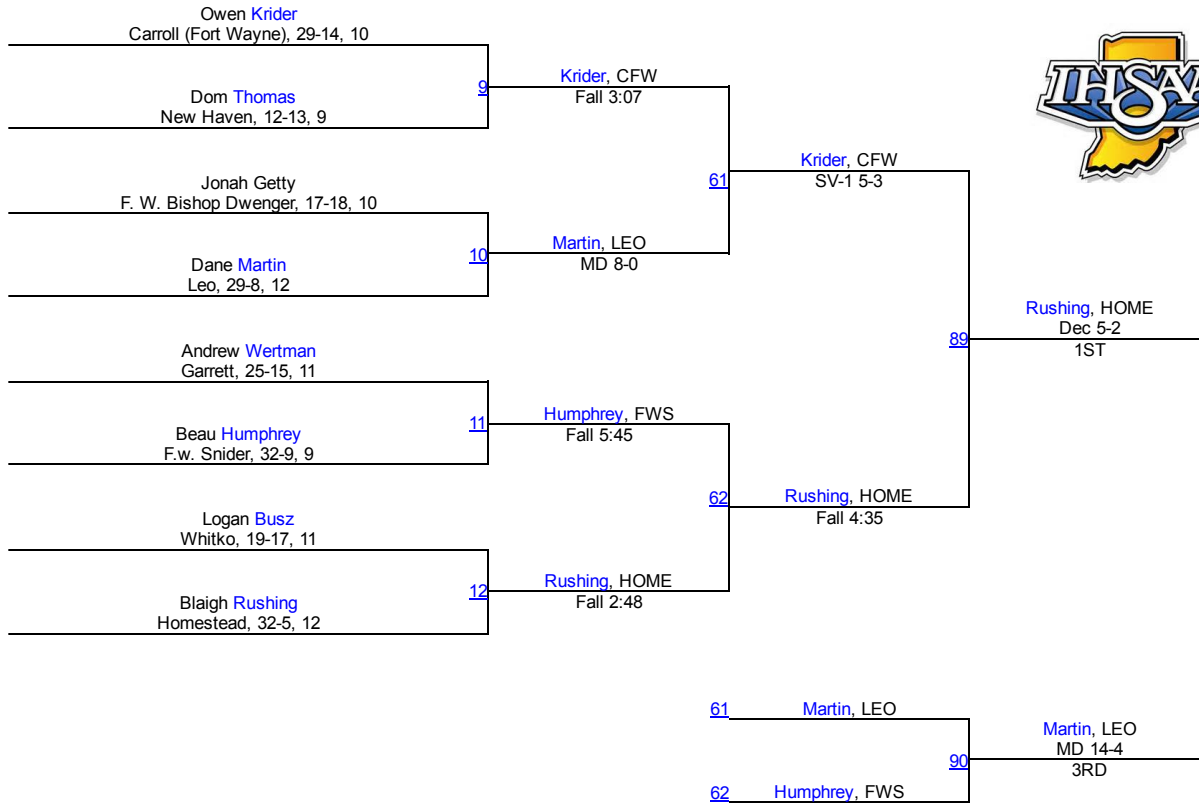 Owen Krider
Carroll (Fort Wayne), 29-14, 10
Dom Thomas
New Haven, 12-13, 9
9
Krider, CFW
Fall 3:07
Jonah Getty
F. W. Bishop Dwenger, 17-18, 10
Dane Martin
Leo, 29-8, 12
10
Martin, LEO
MD 8-0
61
Krider, CFW
SV-1 5-3
Andrew Wertman
Garrett, 25-15, 11
Beau Humphrey
F.w. Snider, 32-9, 9
11
Humphrey, FWS
Fall 5:45
Logan Busz
Whitko, 19-17, 11
Blaigh Rushing
Homestead, 32-5, 12
12
Rushing, HOME
Fall 2:48
62
Rushing, HOME
Fall 4:35
89
Rushing, HOME
Dec 5-2
1ST
IHSAA
61
Martin, LEO
62
Humphrey, FWS
90
Martin, LEO
MD 14-4
3RD